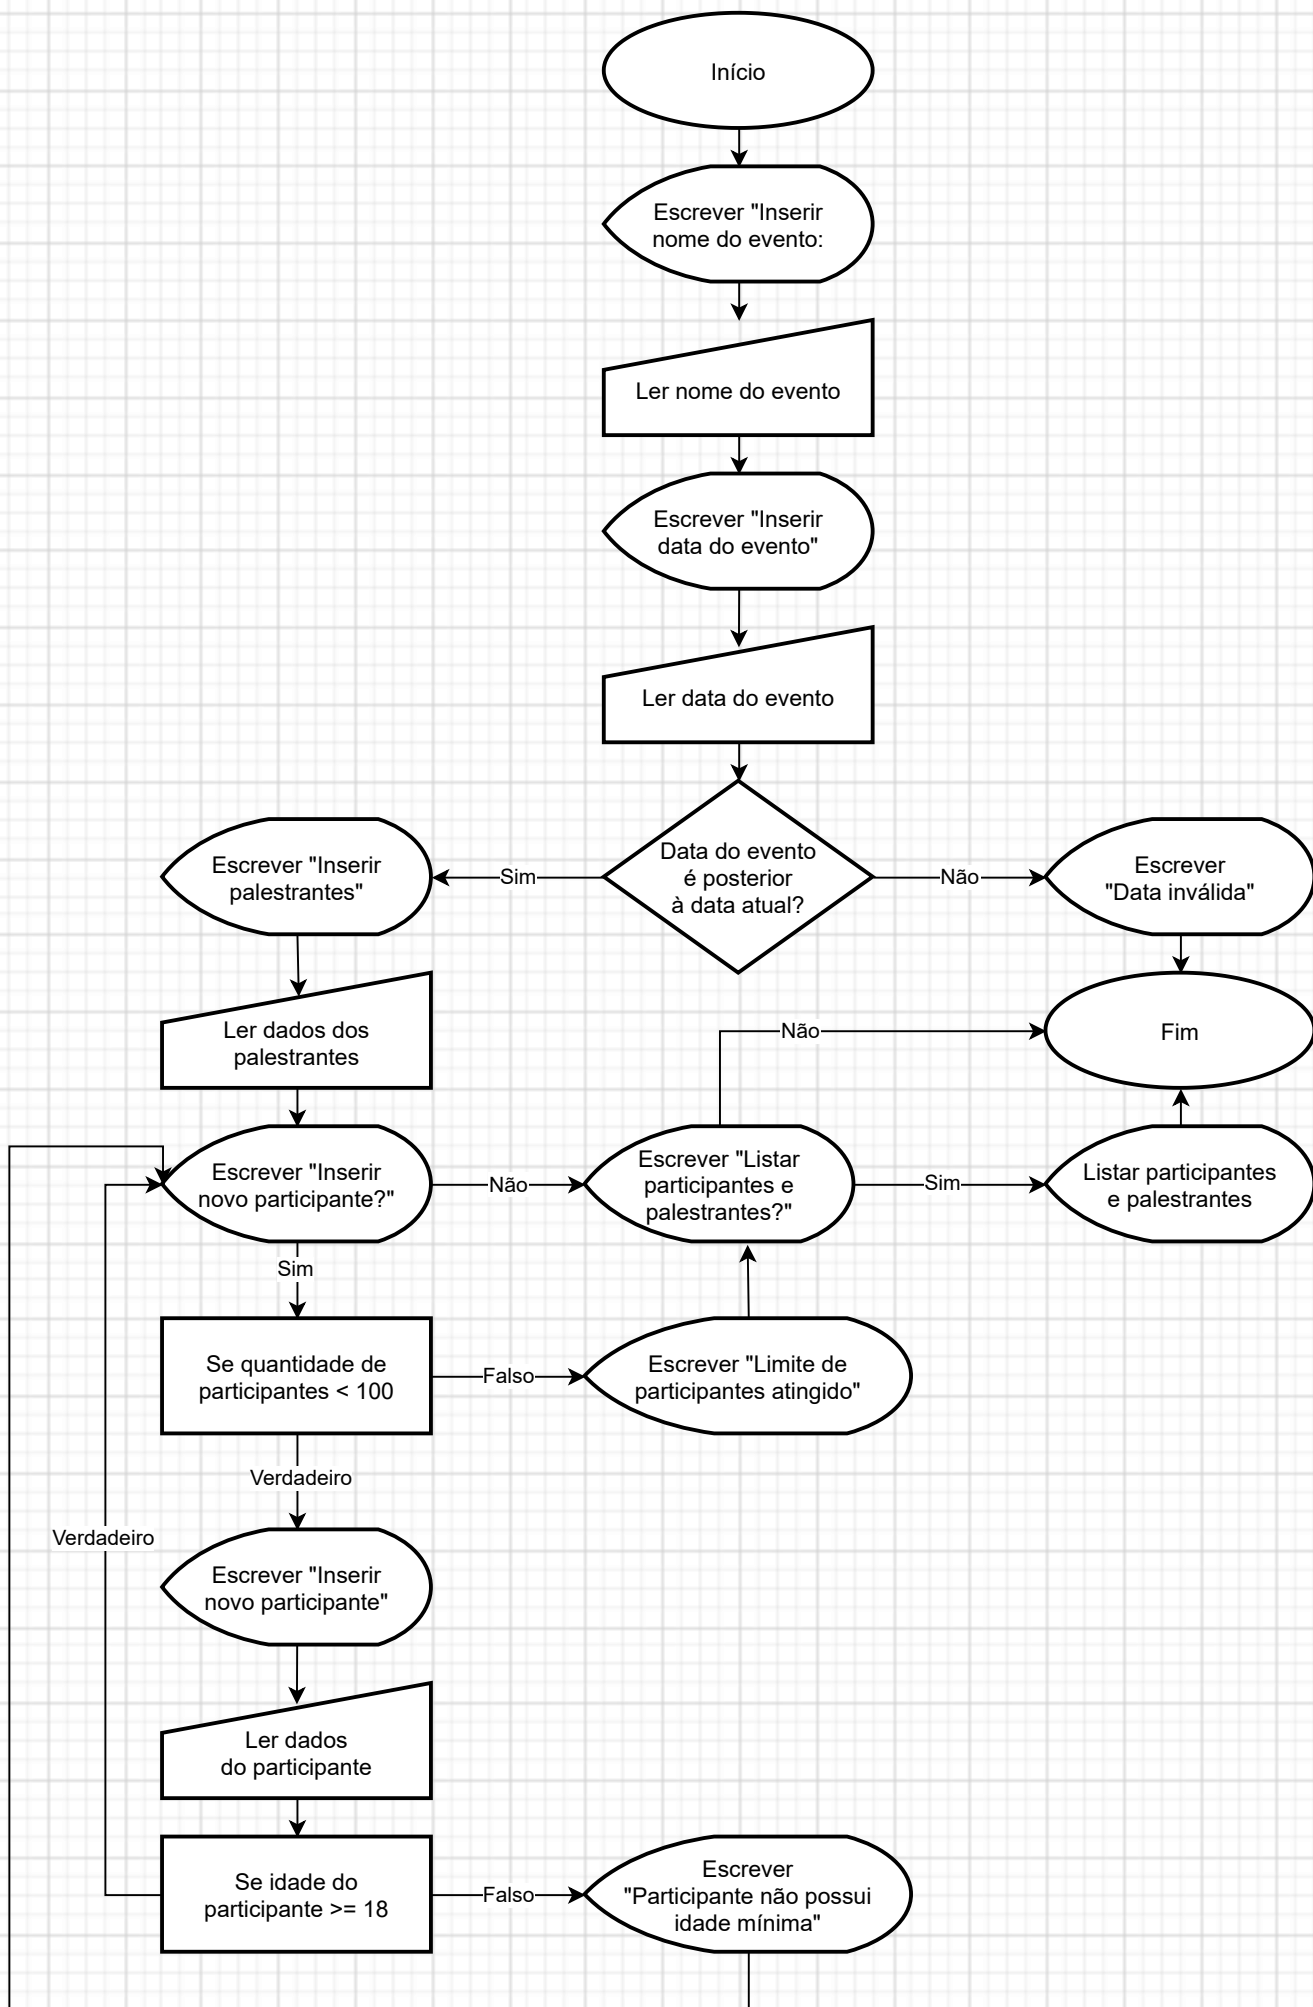 Início
Escrever "Inserir
nome do evento:
Ler nome do evento
Escrever "Inserir
data do evento"
Ler data do evento
Data do evento
é posterior
à data atual?
Sim
Não
Escrever "Inserir
palestrantes"
Escrever
"Data inválida"
Ler dados dos
palestrantes
Não
Fim
Escrever "Inserir
novo participante?"
Não
Escrever "Listar
participantes e
palestrantes?"
Sim
Listar participantes
e palestrantes
Sim
Se quantidade de
participantes < 100
Falso
Escrever "Limite de
participantes atingido"
Verdadeiro
Verdadeiro
Escrever "Inserir
novo participante"
Ler dados
do participante
Se idade do
participante >= 18
Falso
Escrever
"Participante não possui
idade mínima"